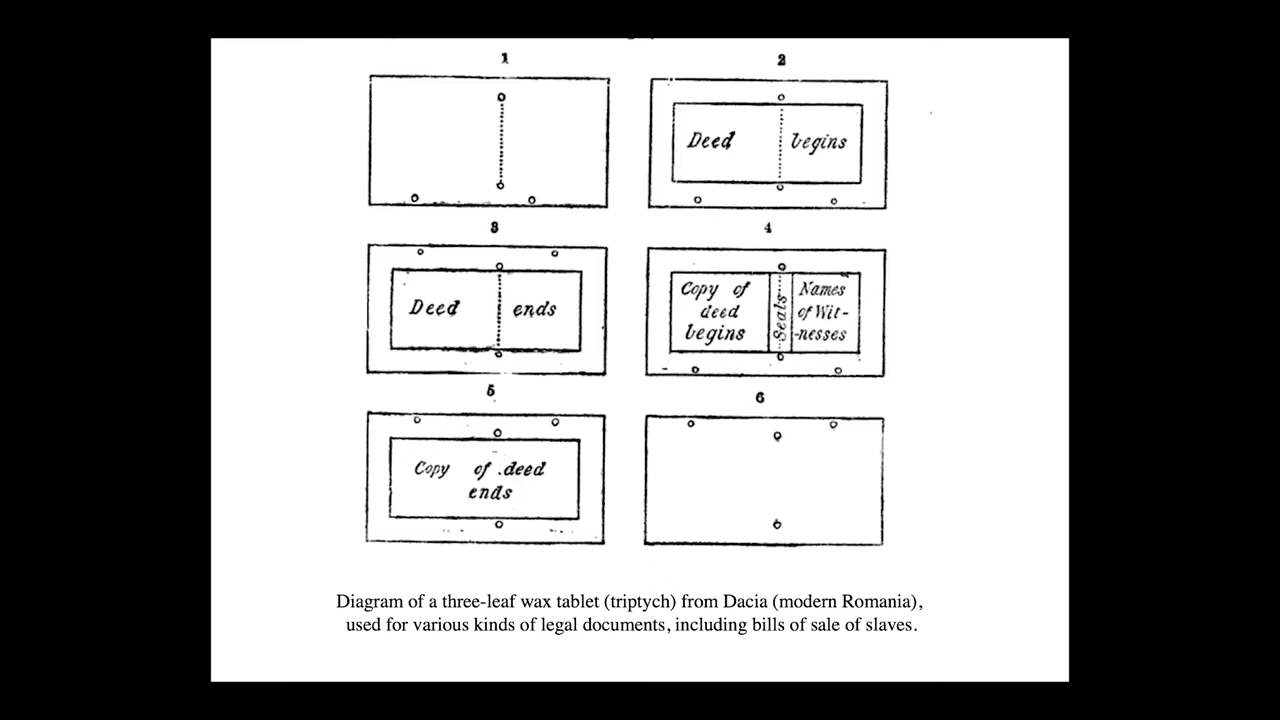 1
2
Deed begins
3
Deed ends
4
Copy of
deed
begins
Seals
Names
of Wit-
-nesses
5
Copy of deed
ends
6
Diagram of a three-leaf wax tablet (triptych) from Dacia (modern Romania),
used for various kinds of legal documents, including bills of sale of slaves.